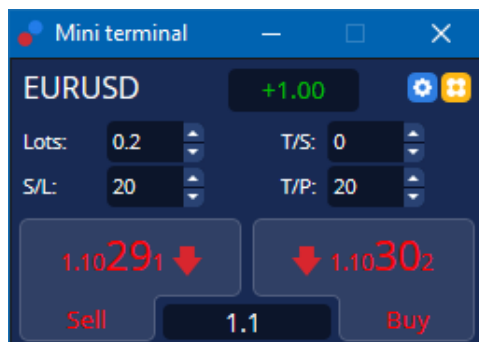 Mini terminal
EURUSD +1.00
Lots: 0.2 T/S: 0
S/L: 20 T/P: 20
1.10291 1.10302
Sell 1.1 Buy